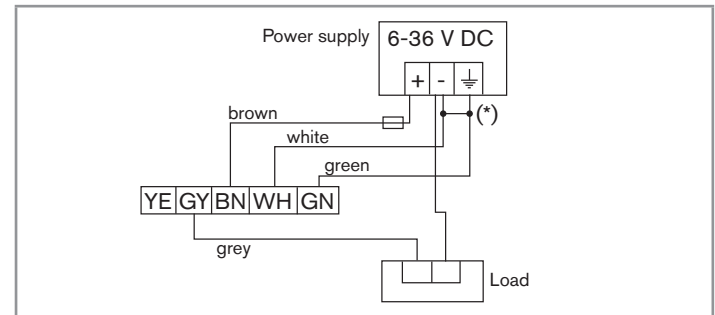 Power supply
6-36 V DC
+ - ⏚
(*)
brown
white
green
YE GY BN WH GN
grey
Load